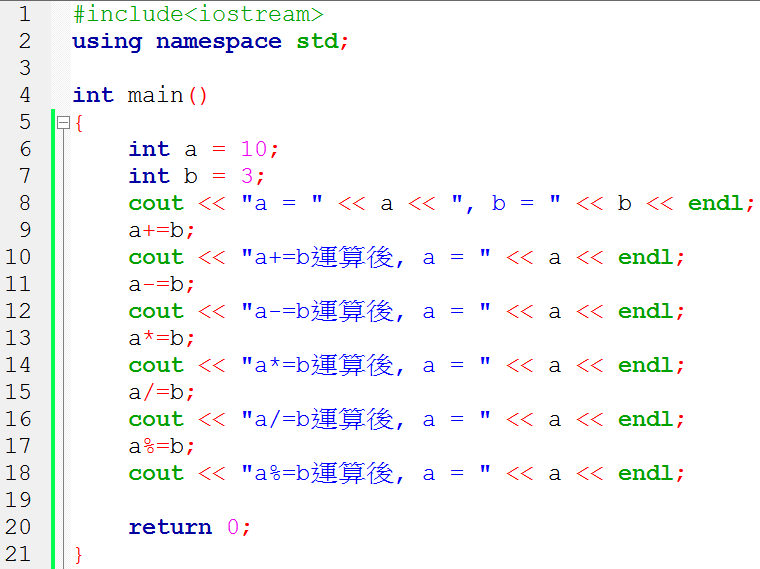 1 #include<iostream>
2 using namespace std;
3
4 int main()
5 {
6 int a = 10;
7 int b = 3;
8 cout << "a = " << a << ", b = " << b << endl;
9 a+=b;
10 cout << "a+=b運算後, a = " << a << endl;
11 a-=b;
12 cout << "a-=b運算後, a = " << a << endl;
13 a*=b;
14 cout << "a*=b運算後, a = " << a << endl;
15 a/=b;
16 cout << "a/=b運算後, a = " << a << endl;
17 a%=b;
18 cout << "a%=b運算後, a = " << a << endl;
19
20 return 0;
21 }